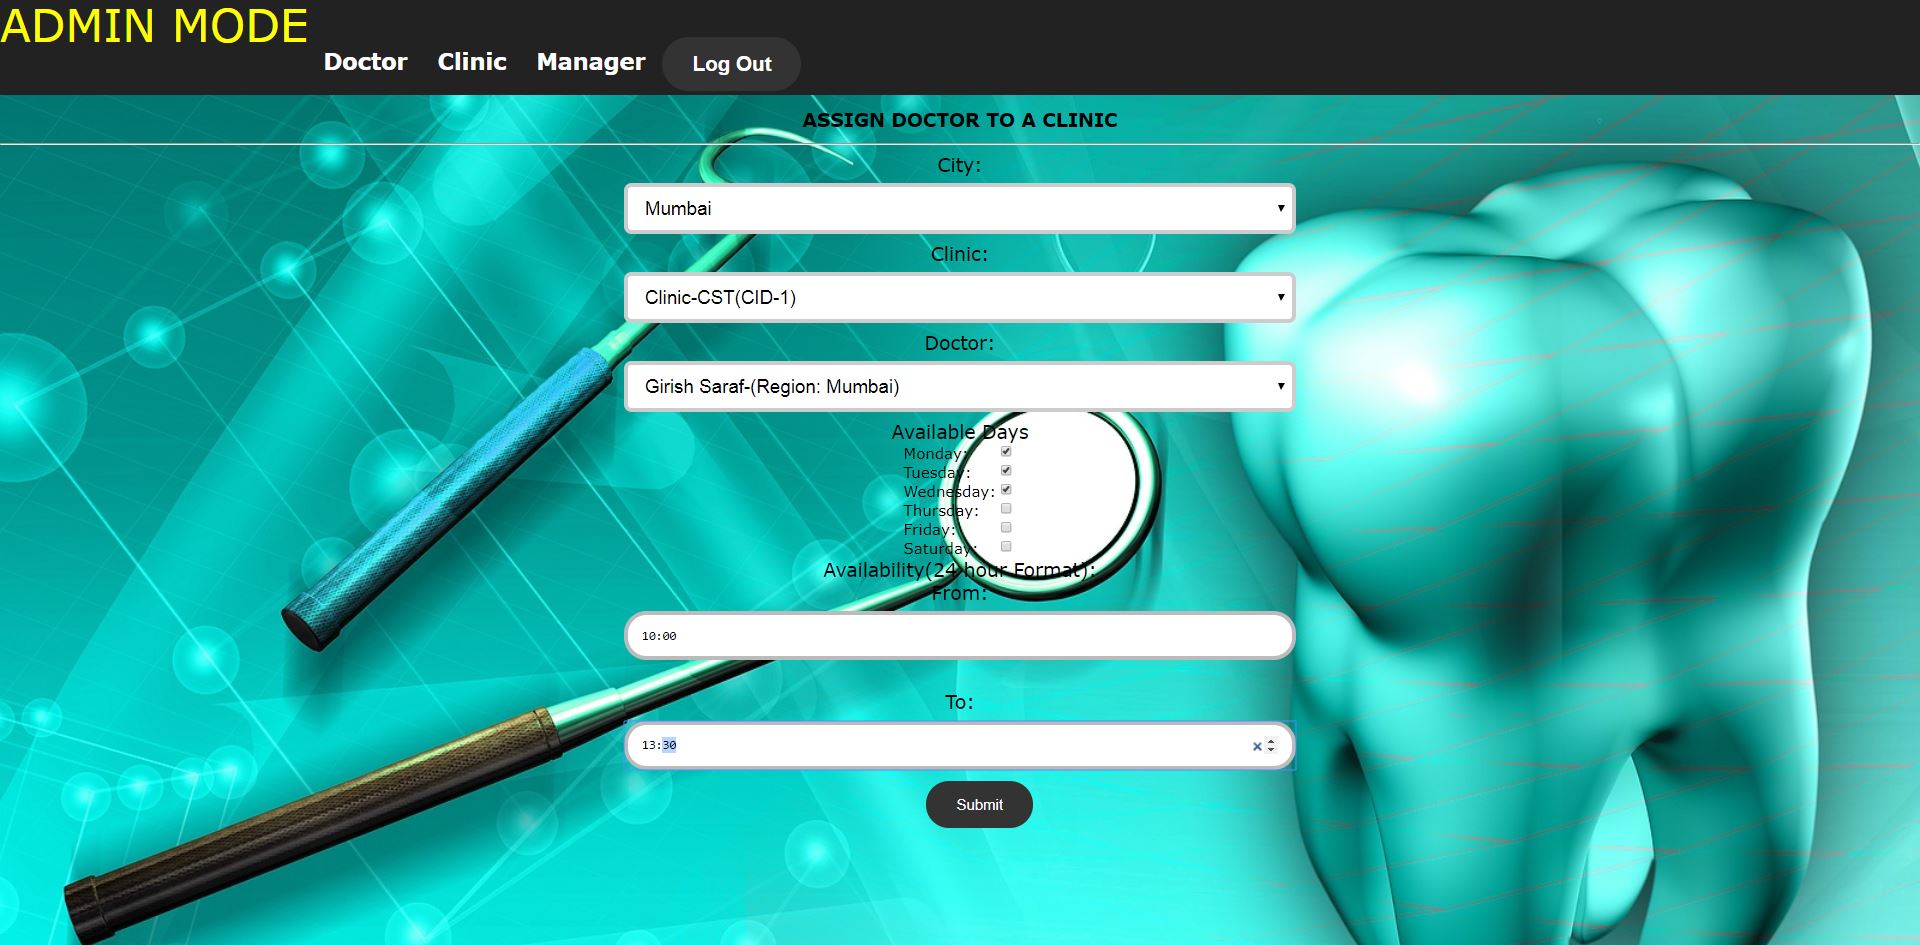 ADMIN MODE
Doctor Clinic Manager Log Out
ASSIGN DOCTOR TO A CLINIC
City:
Mumbai
Clinic:
Clinic-CST(CID-1)
Doctor:
Girish Saraf-(Region: Mumbai)
Available Days
Monday:
Tuesday:
Wednesday:
Thursday:
Friday:
Saturday:
Availability(24 hour Format):
From:
10:00
To:
13:30
Submit